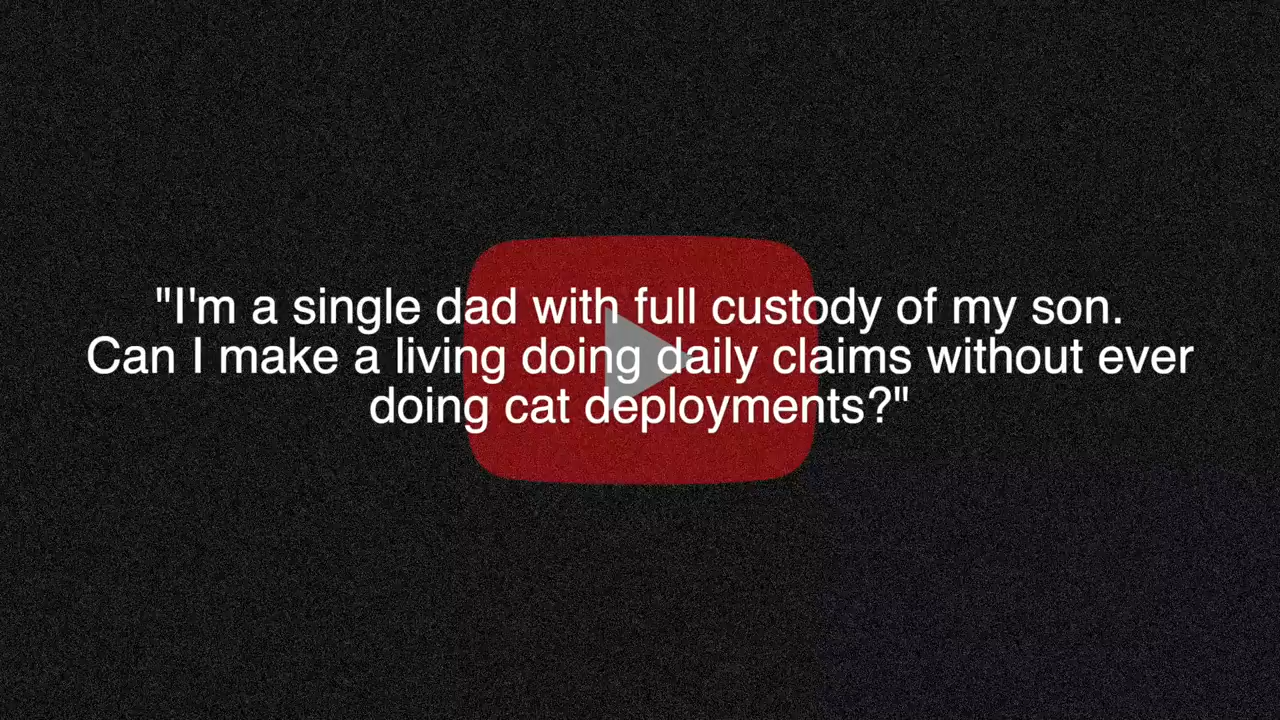 "I'm a single dad with full custody of my son.
Can I make a living doing daily claims without ever
doing cat deployments?"